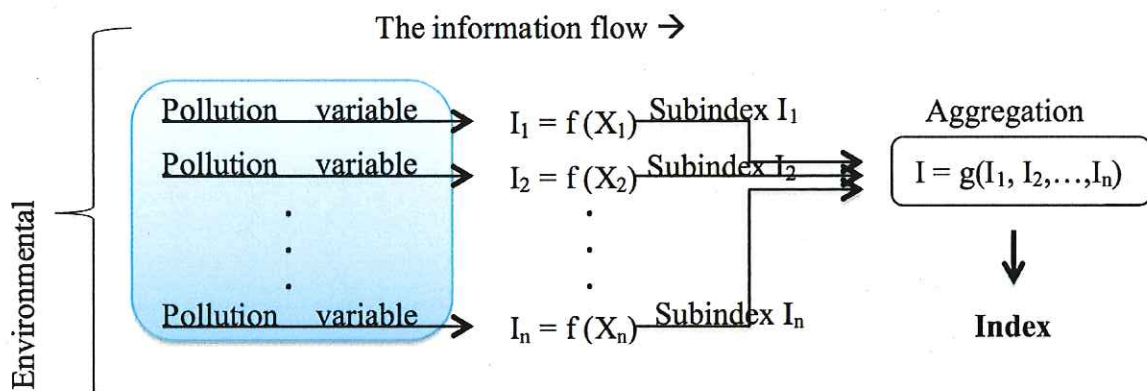 The information flow →
Pollution variable I₁ = f (X₁) Subindex I₁
Aggregation
Pollution variable I₂ = f (X₂) Subindex I₂
I = g(I₁, I₂,…,Iₙ)
Pollution variable Iₙ = f (Xₙ) Subindex Iₙ
Index
Environmental